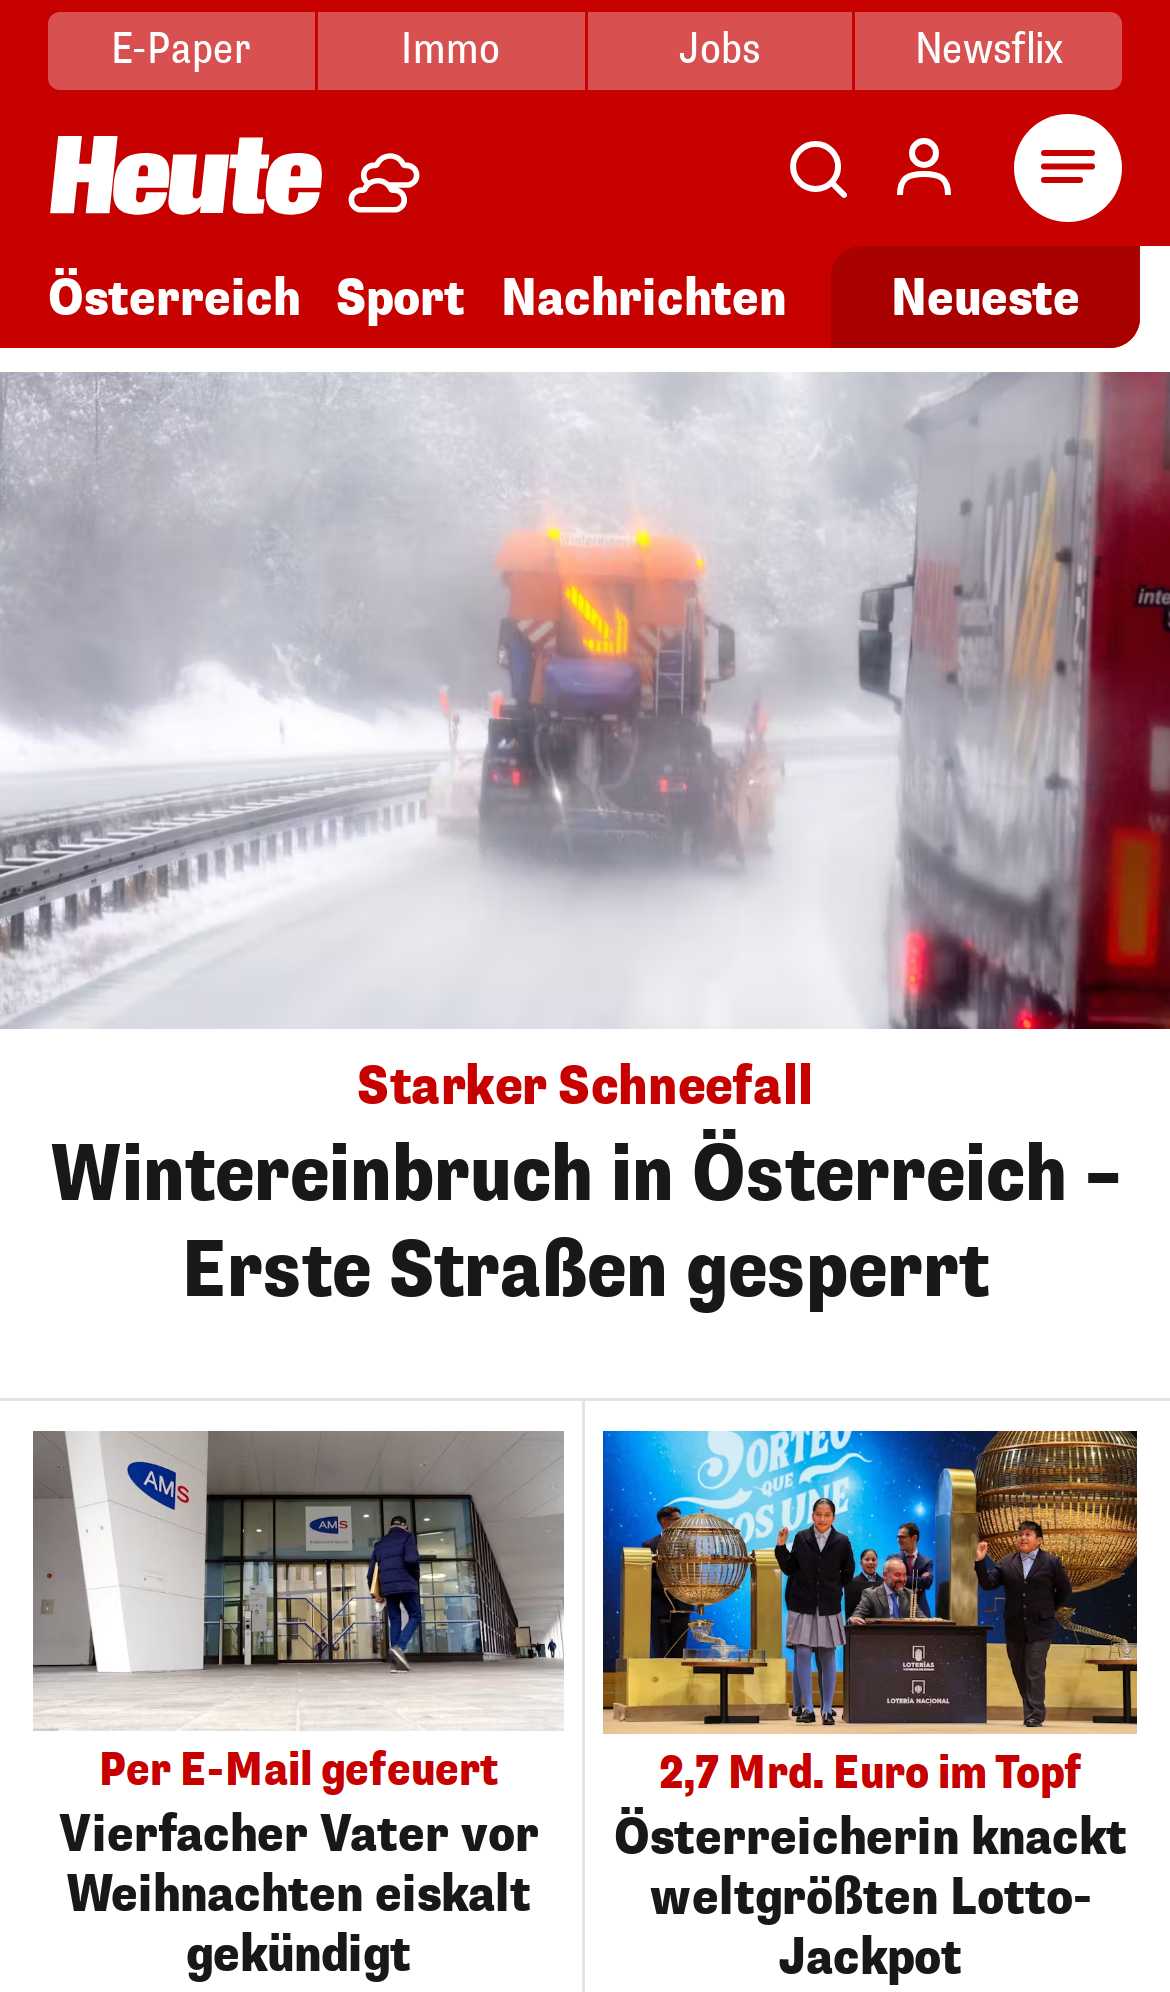 E-Paper
Immo
Jobs
Newsflix
Heute
Österreich
Sport
Nachrichten
Neueste
Winterdienst
inte
Starker Schneefall
Wintereinbruch in Österreich –
Erste Straßen gesperrt
AMS
AMS
SORTEO
QUE
NOS UNE
LOTERÍAS
LOTERÍA NACIONAL
Per E-Mail gefeuert
Vierfacher Vater vor
Weihnachten eiskalt
gekündigt
2,7 Mrd. Euro im Topf
Österreicherin knackt
weltgrößten Lotto-
Jackpot